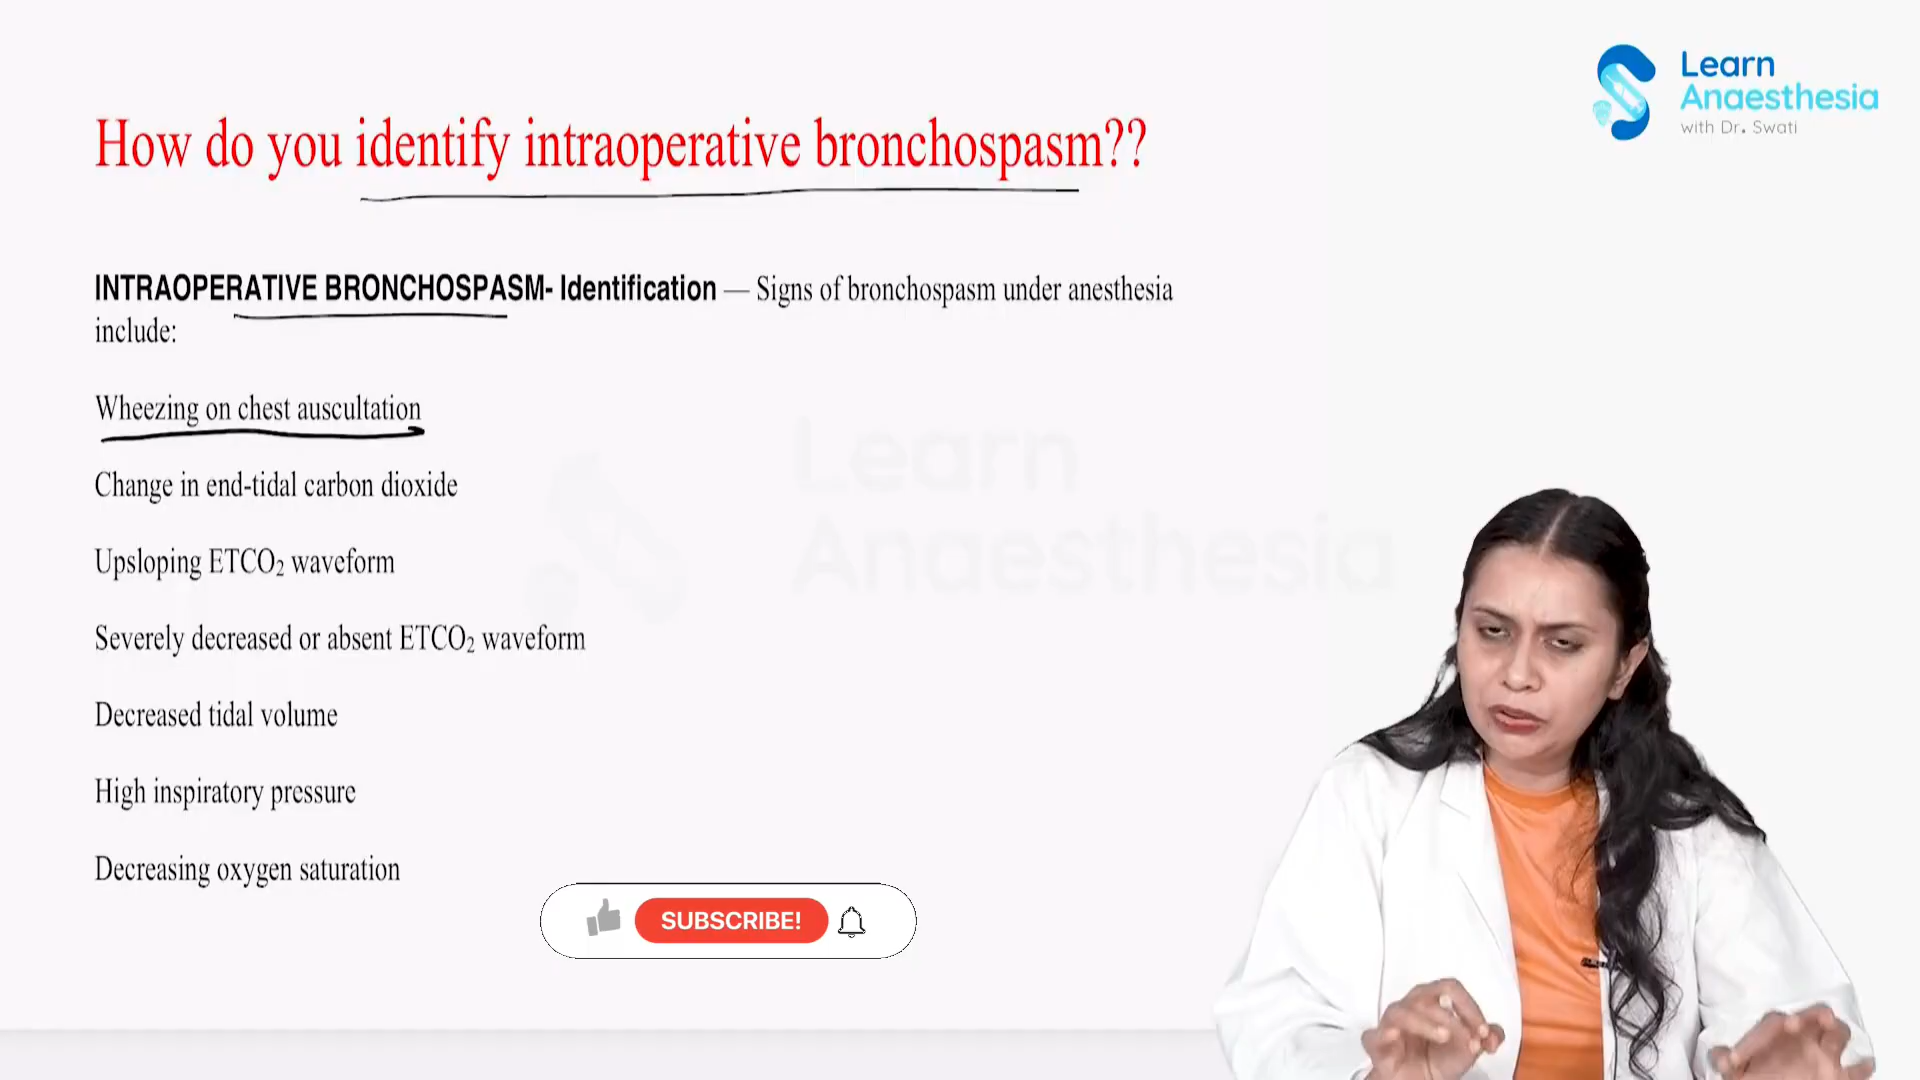 Learn
Anaesthesia
with Dr. Swati
How do you identify intraoperative bronchospasm??
INTRAOPERATIVE BRONCHOSPASM- Identification — Signs of bronchospasm under anesthesia
include:
Wheezing on chest auscultation
Change in end-tidal carbon dioxide
Upsloping ETCO₂ waveform
Severely decreased or absent ETCO₂ waveform
Decreased tidal volume
High inspiratory pressure
Decreasing oxygen saturation
Learn
Anaesthesia
SUBSCRIBE!